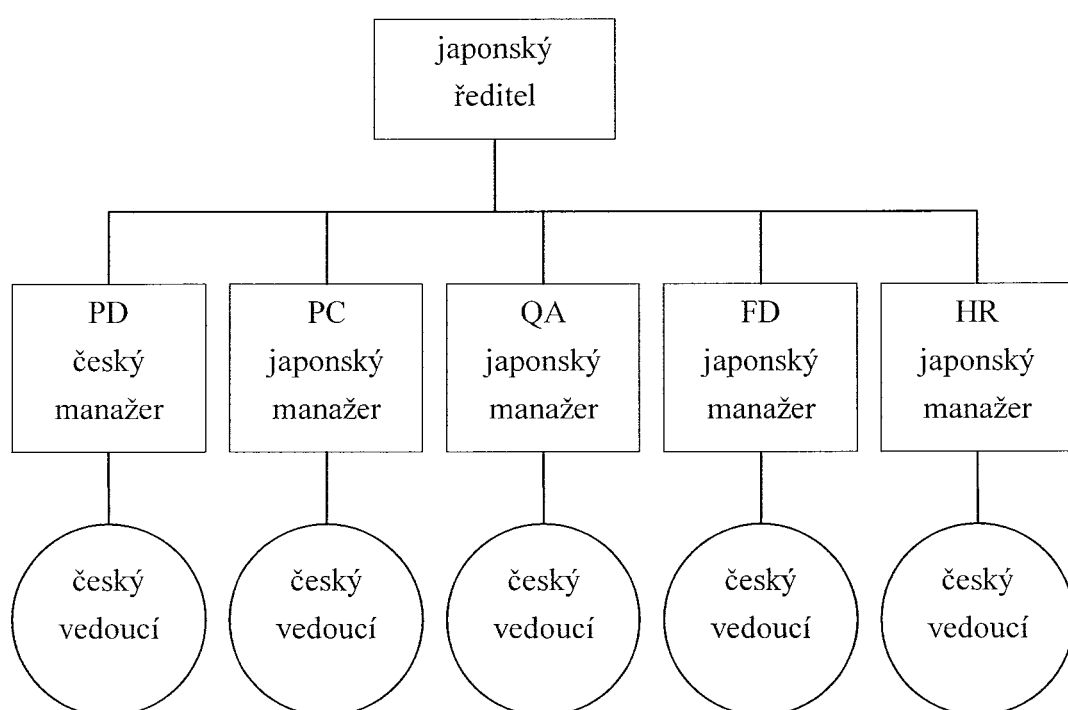 japonský
ředitel
PD
český
manažer
PC
japonský
manažer
QA
japonský
manažer
FD
japonský
manažer
HR
japonský
manažer
český
vedoucí
český
vedoucí
český
vedoucí
český
vedoucí
český
vedoucí